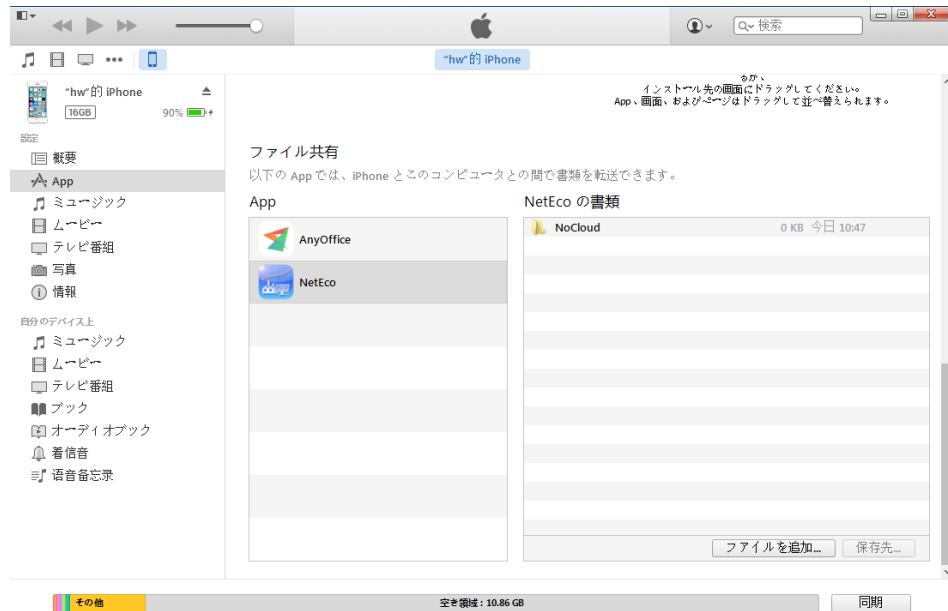 検索
"hw"的 iPhone
"hw"的 iPhone
16GB
90%
設定
概要
App
ミュージック
ムービー
テレビ番組
写真
情報
自分のデバイス上
ミュージック
ムービー
テレビ番組
ブック
オーディオブック
着信音
语音备忘录
るか、
インストール先の画面にドラッグしてください。
App、画面、およびページはドラッグして並べ替えられます。
ファイル共有
以下の App では、iPhone とこのコンピュータとの間で書類を転送できます。
App
AnyOffice
NetEco
NetEco の書類
NoCloud 0 KB 今日 10:47
ファイルを追加... 保存先...
その他 空き領域 : 10.86 GB 同期